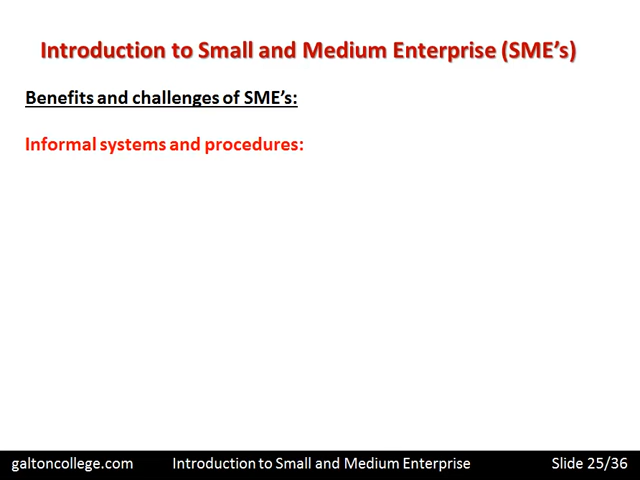 Introduction to Small and Medium Enterprise (SME’s)
Benefits and challenges of SME’s:
Informal systems and procedures:
galtoncollege.com Introduction to Small and Medium Enterprise Slide 25/36